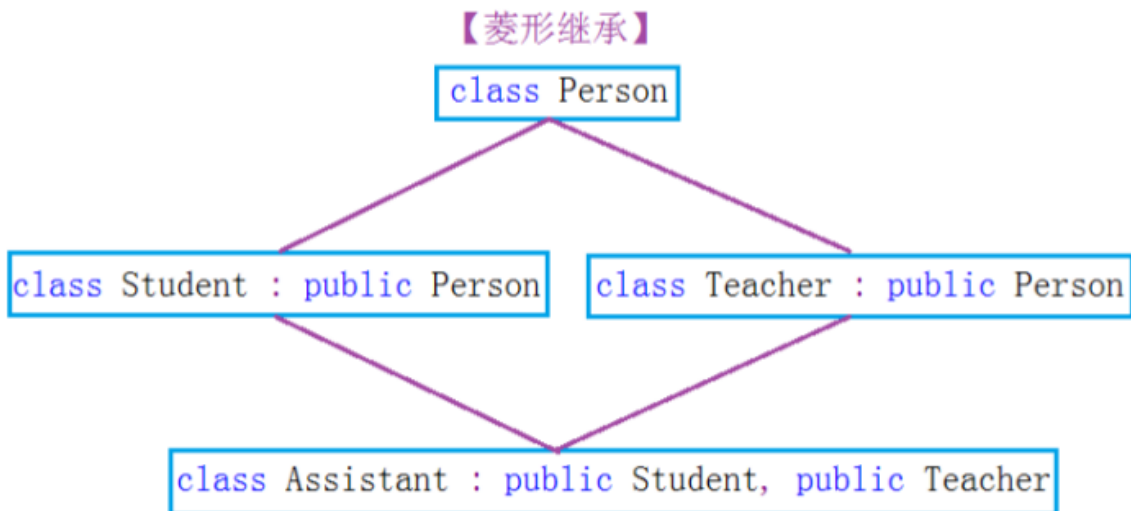 【菱形继承】
class Person
class Student : public Person
class Teacher : public Person
class Assistant : public Student, public Teacher